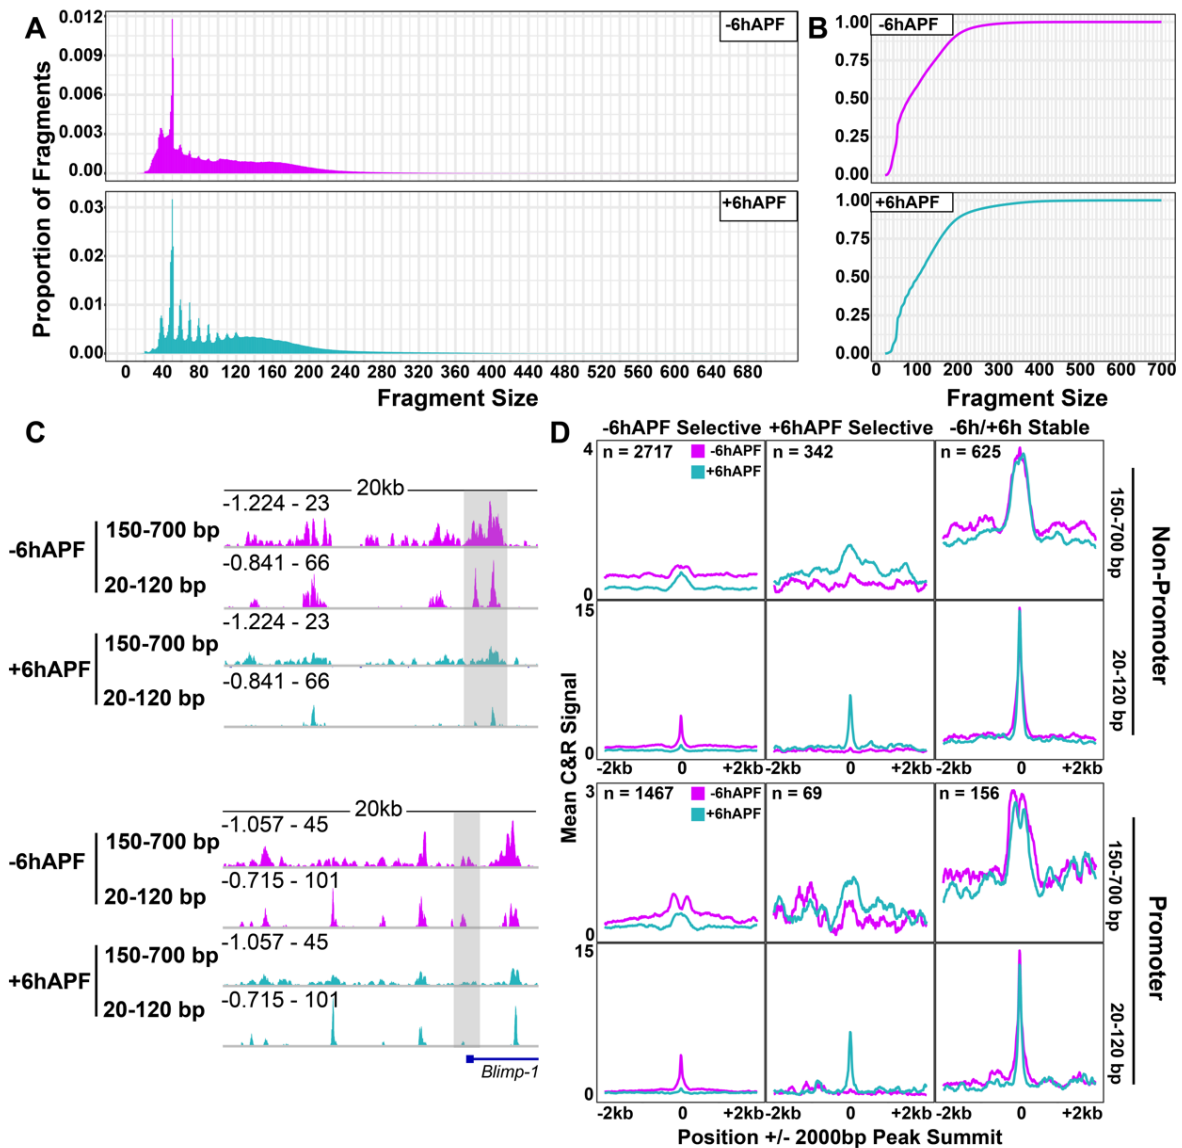 A
-6hAPF
0.012
0.009
0.006
0.003
0.00
+6hAPF
0.03
0.02
0.01
0.00
Proportion of Fragments
0 40 80 120 160 200 240 280 320 360 400 440 480 520 560 600 640 680
Fragment Size
B
-6hAPF
1.00
0.75
0.50
0.25
0.00
+6hAPF
1.00
0.75
0.50
0.25
0.00
0 100 200 300 400 500 600 700
Fragment Size
C
20kb
-6hAPF
150-700 bp
-1.224 - 23
20-120 bp
-0.841 - 66
+6hAPF
150-700 bp
-1.224 - 23
20-120 bp
-0.841 - 66
20kb
-6hAPF
150-700 bp
-1.057 - 45
20-120 bp
-0.715 - 101
+6hAPF
150-700 bp
-1.057 - 45
20-120 bp
-0.715 - 101
Blimp-1
D
-6hAPF Selective
+6hAPF Selective
-6h/+6h Stable
4
n = 2717
-6hAPF
+6hAPF
n = 342
n = 625
0
150-700 bp
15
0
20-120 bp
Non-Promoter
-2kb 0 +2kb
-2kb 0 +2kb
-2kb 0 +2kb
3
n = 1467
-6hAPF
+6hAPF
n = 69
n = 156
0
150-700 bp
15
0
20-120 bp
Promoter
-2kb 0 +2kb
-2kb 0 +2kb
-2kb 0 +2kb
Mean C&R Signal
Position +/- 2000bp Peak Summit